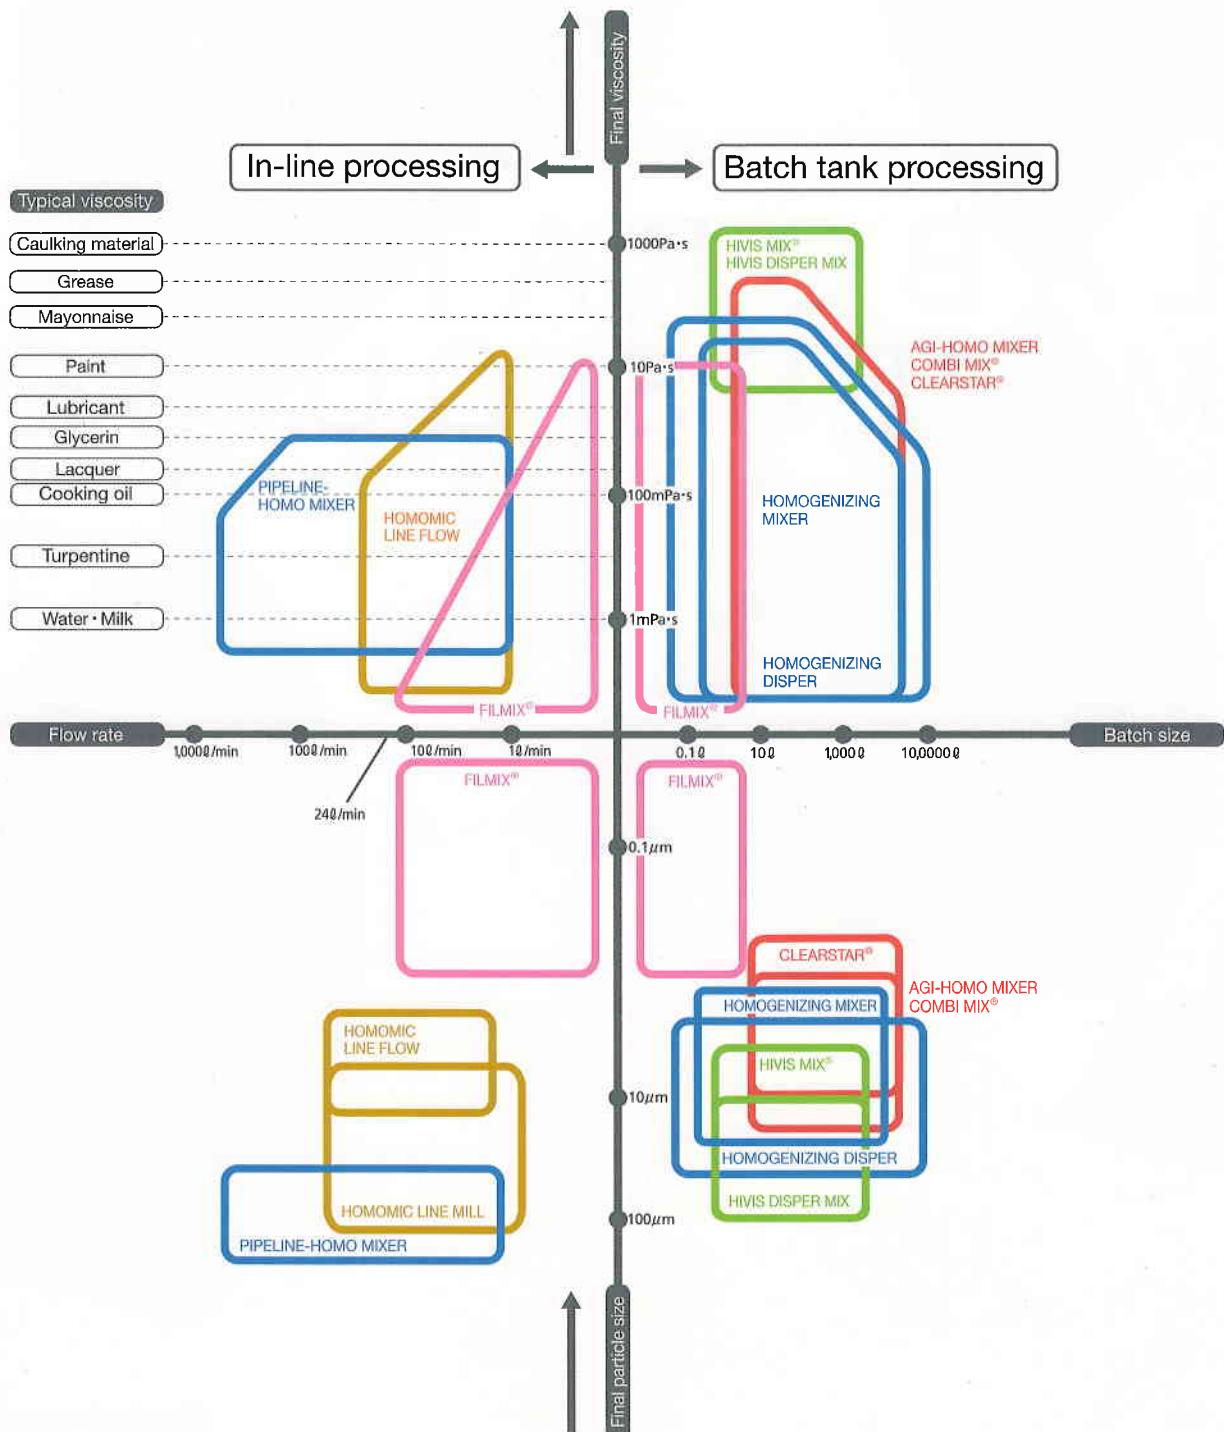 Final viscosity
In-line processing
Batch tank processing
Typical viscosity
Caulking material
1000Pa·s
HIVIS MIX®
HIVIS DISPER MIX
Grease
Mayonnaise
AGI-HOMO MIXER
COMBI MIX®
CLEARSTAR®
Paint
10Pa·s
Lubricant
Glycerin
Lacquer
Cooking oil
100mPa·s
PIPELINE-
HOMO MIXER
HOMOMIC
LINE FLOW
HOMOGENIZING
MIXER
Turpentine
Water・Milk
1mPa·s
HOMOGENIZING
DISPER
FILMIX®
FILMIX®
Flow rate
Batch size
1,000ℓ/min
100ℓ/min
10ℓ/min
1ℓ/min
0.1ℓ
10ℓ
1,000ℓ
10,0000ℓ
24ℓ/min
FILMIX®
FILMIX®
0.1μm
CLEARSTAR®
AGI-HOMO MIXER
COMBI MIX®
HOMOGENIZING MIXER
HOMOMIC
LINE FLOW
HIVIS MIX®
10μm
HOMOGENIZING DISPER
HIVIS DISPER MIX
HOMOMIC LINE MILL
100μm
PIPELINE-HOMO MIXER
Final particle size